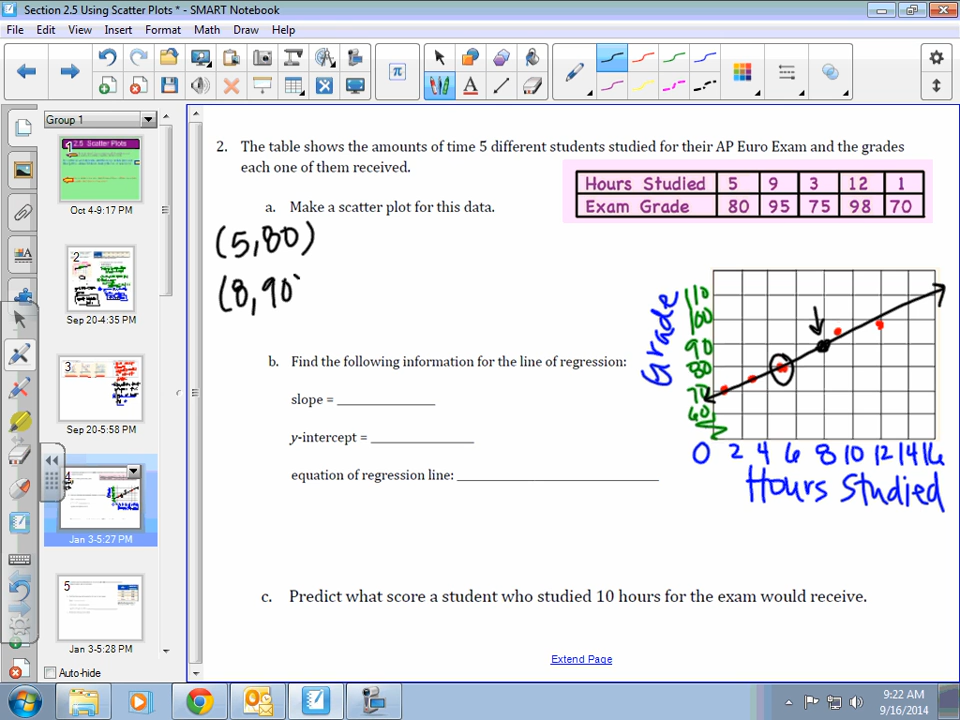 Section 2.5 Using Scatter Plots * - SMART Notebook
File Edit View Insert Format Math Draw Window Help
π
A
Group 1
1
2.5 Scatter Plots
Oct 4-9:17 PM
2
Sep 20-4:35 PM
3
Sep 20-5:58 PM
4
Jan 3-5:27 PM
5
Jan 3-5:28 PM
Auto-hide
2. The table shows the amounts of time 5 different students studied for their AP Euro Exam and the grades
each one of them received.
Hours Studied 5 9 3 12 1
Exam Grade 80 95 75 98 70
a. Make a scatter plot for this data.
(5,80)
(8,90
b. Find the following information for the line of regression:
slope = ______________
y-intercept = ______________
equation of regression line: ___________________________
Grade
110
100
90
80
70
60
0 2 4 6 8 10 12 14 16
Hours Studied
c. Predict what score a student who studied 10 hours for the exam would receive.
Extend Page
9:22 AM
9/16/2014